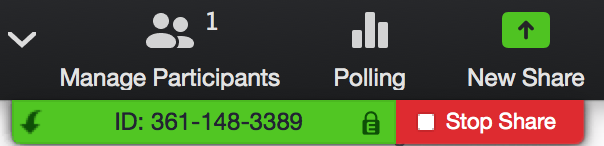 1
Manage Participants Polling New Share
ID: 361-148-3389 E Stop Share